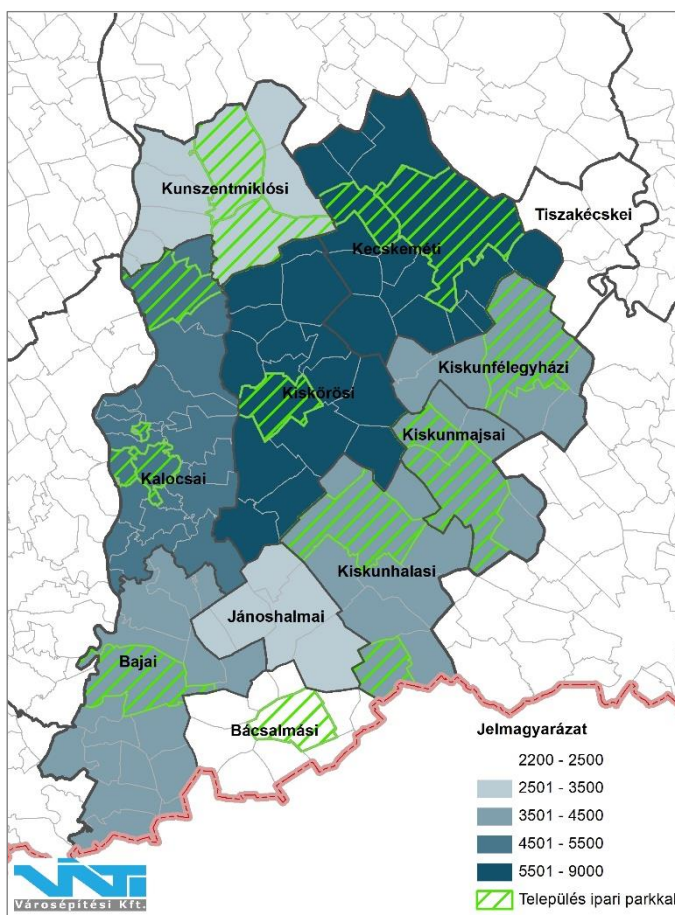 Kunszentmiklósi
Tiszakécskei
Kecskeméti
Kiskunfélegyházi
Kiskőrösi
Kiskunmajsai
Kalocsai
Kiskunhalasi
Jánoshalmai
Bajai
Bácsalmási
Jelmagyarázat
2200 - 2500
2501 - 3500
3501 - 4500
4501 - 5500
5501 - 9000
Település ipari parkkal
VÁTI
Városépítési Kft.